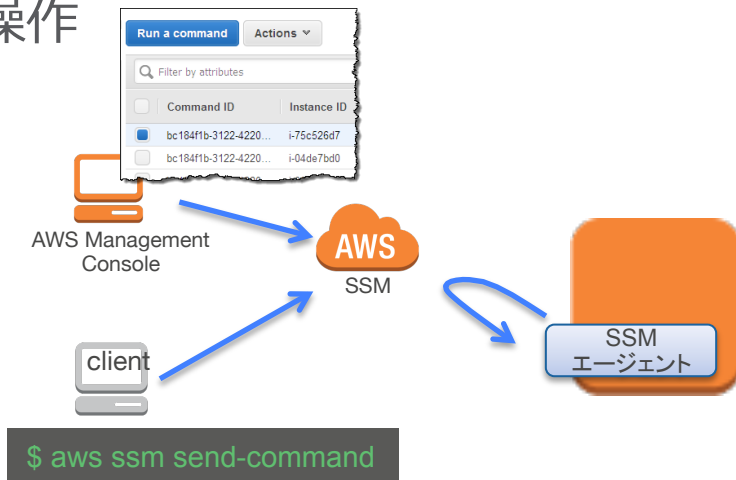 操作
Run a command
Actions
Filter by attributes
Command ID
Instance ID
bc184f1b-3122-4220...
i-75c526d7
bc184f1b-3122-4220...
i-04de7bd0
AWS Management
Console
AWS
SSM
client
SSM
エージェント
$ aws ssm send-command